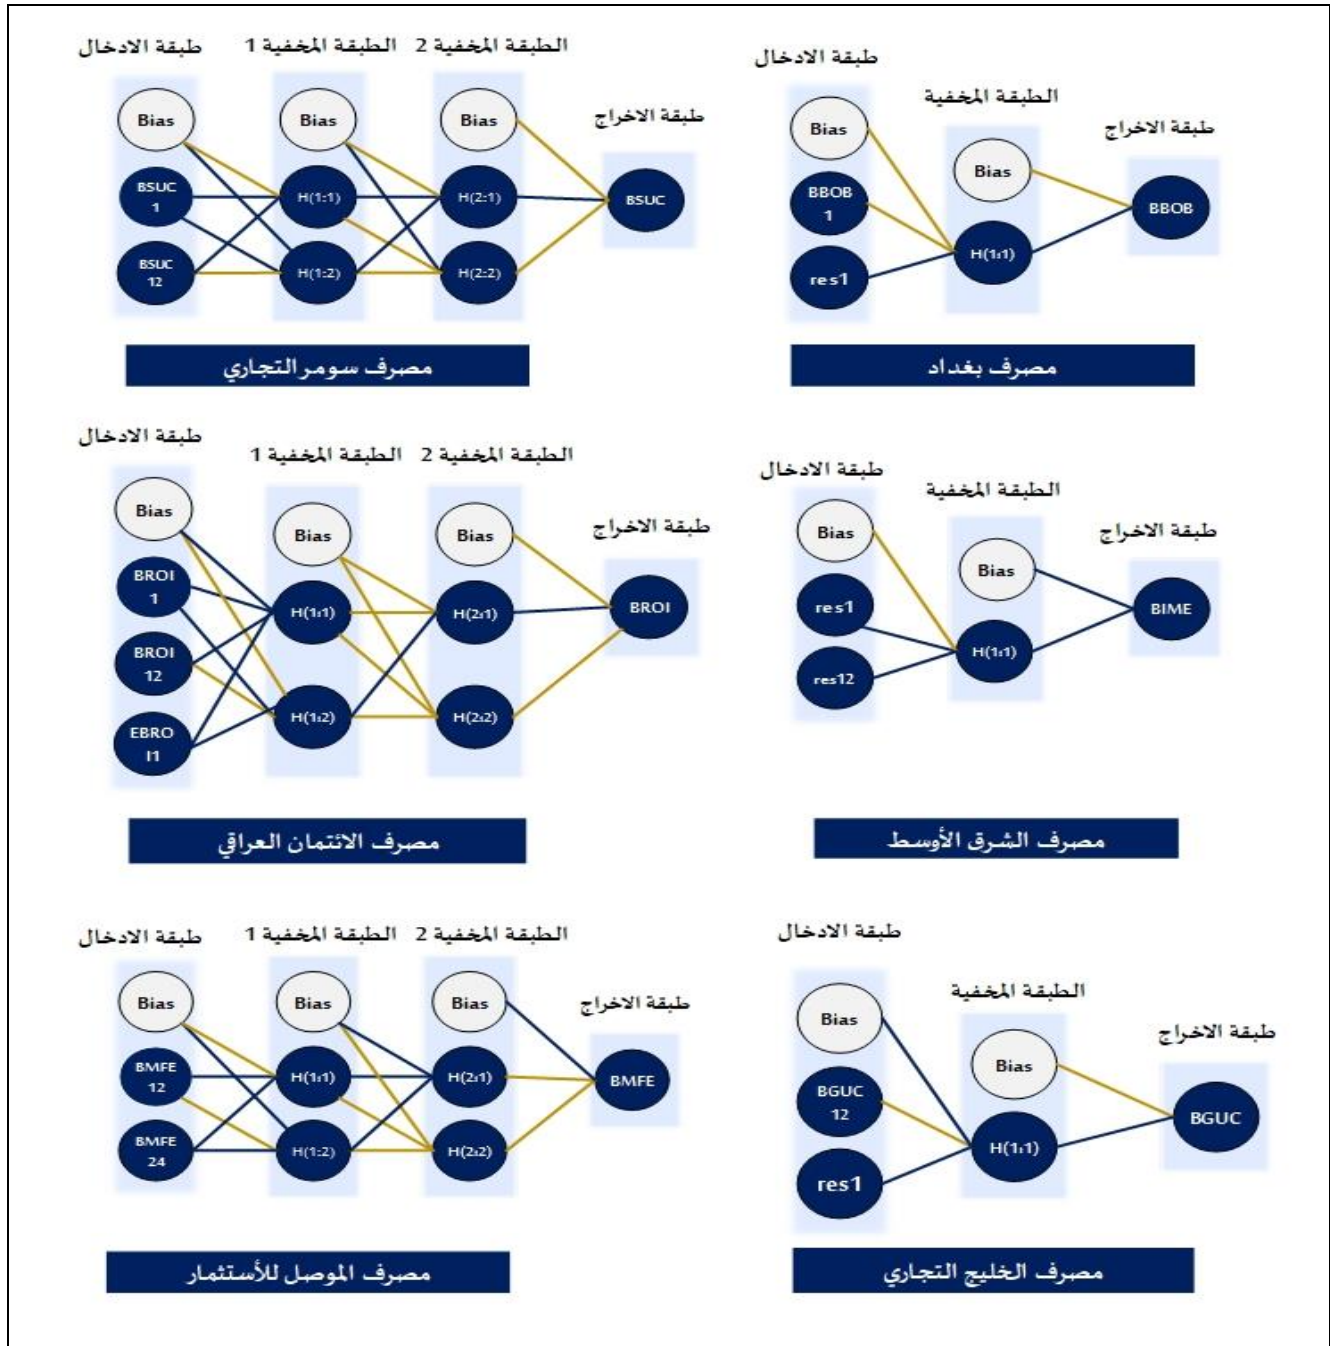 طبقة الادخال
الطبقة المخفية 1
الطبقة المخفية 2
طبقة الاخراج
Bias
BSUC
1
BSUC
12
Bias
H(1:1)
H(1:2)
Bias
H(2:1)
H(2:2)
BSUC
مصرف سومر التجاري
طبقة الادخال
الطبقة المخفية
طبقة الاخراج
Bias
BBOB
1
res1
Bias
H(1:1)
BBOB
مصرف بغداد
طبقة الادخال
الطبقة المخفية 1
الطبقة المخفية 2
طبقة الاخراج
Bias
BROI
1
BROI
12
EBRO
I1
Bias
H(1:1)
H(1:2)
Bias
H(2:1)
H(2:2)
BROI
مصرف الائتمان العراقي
طبقة الادخال
الطبقة المخفية
طبقة الاخراج
Bias
res1
res12
Bias
H(1:1)
BIME
مصرف الشرق الأوسط
طبقة الادخال
الطبقة المخفية 1
الطبقة المخفية 2
طبقة الاخراج
Bias
BMFE
12
BMFE
24
Bias
H(1:1)
H(1:2)
Bias
H(2:1)
H(2:2)
BMFE
مصرف الموصل للأستثمار
طبقة الادخال
الطبقة المخفية
طبقة الاخراج
Bias
BGUC
12
res1
Bias
H(1:1)
BGUC
مصرف الخليج التجاري